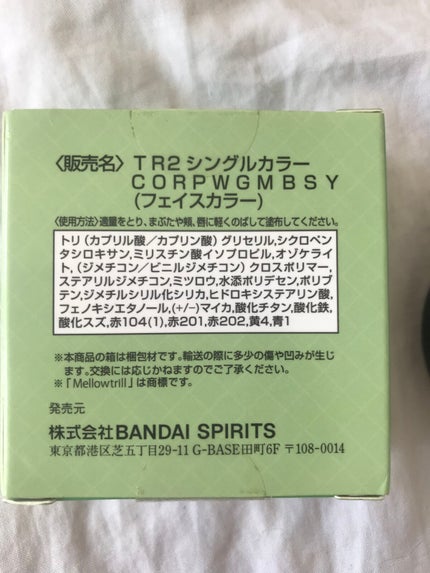 〈販売名〉TR2シングルカラー
CORPWGMBSY
(フェイスカラー)
〈使用方法〉適量をとり、まぶたや頬、唇に軽くのばして塗布してください。
トリ(カプリル酸/カプリン酸)グリセリル,シクロペン
タシロキサン,ミリスチン酸イソプロピル,オゾケライ
ト,(ジメチコン/ビニルジメチコン)クロスポリマー,
ステアリルジメチコン,ミツロウ,水添ポリデセン,ポリブ
テン,ジメチルシリル化シリカ,ヒドロキシステアリン酸,
フェノキシエタノール,(+/-)マイカ,酸化チタン,酸化鉄,
酸化スズ,赤104(1),赤201,赤202,黄4,青1
※本商品の箱は梱包材です。輸送の際に多少の傷や凹みが生じ
ます。交換には応じかねますのでご了承ください。
※「Mellowtrill」は商標です。
発売元
株式会社BANDAI SPIRITS
東京都港区芝五丁目29-11 G-BASE田町6F 〒108-0014